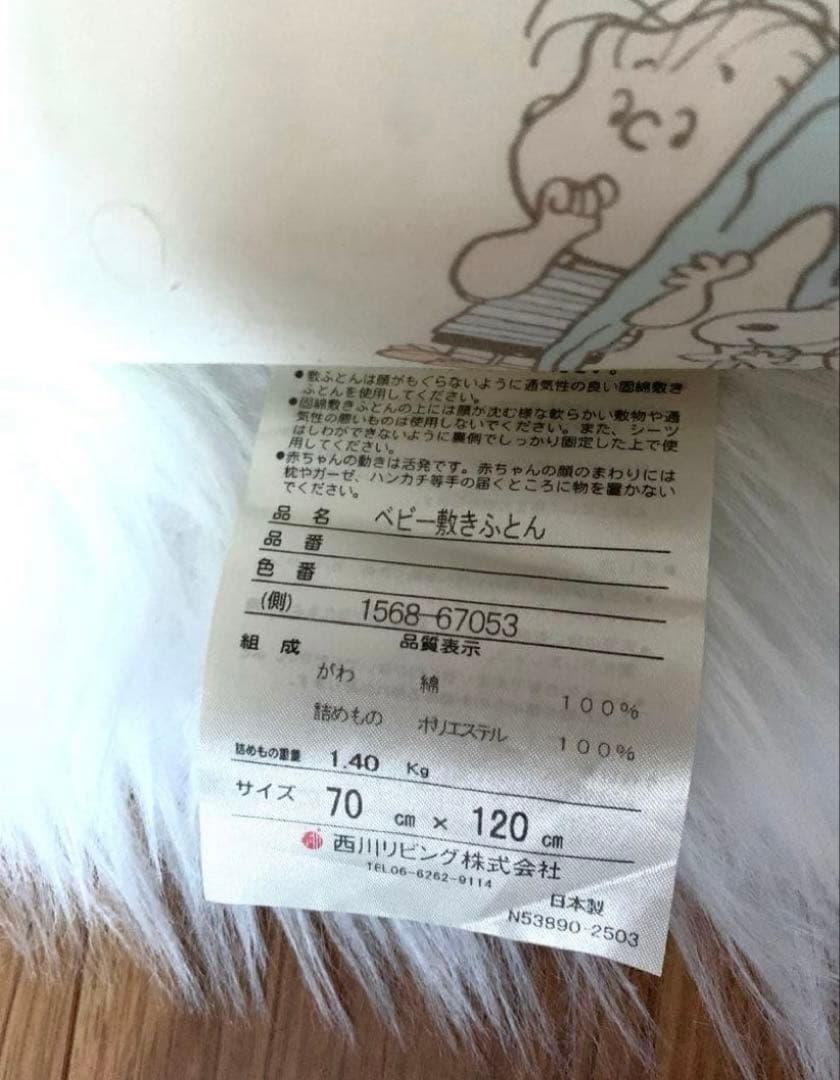 ●敷ふとんは顔がもぐらないように通気性の良い固綿敷き
ふとんを使用してください。
●固綿敷きふとんの上には顔が沈む様な軟らかい敷物や通
気性の悪いものは使用しないでください。また、シーツ
はしわができないように裏側でしっかり固定した上で使
用してください。
●赤ちゃんの動きは活発です。赤ちゃんの顔のまわりには
枕やガーゼ、ハンカチ等手の届くところに物を置かない
でください。
品 名 ベビー敷きふとん
品 番
色 番
(側) 1568-67053
組 成 品質表示
がわ 綿 100%
詰めもの ポリエステル 100%
詰めもの重量 1.40 Kg
サイズ 70 cm × 120 cm
西川リビング株式会社
TEL06-6262-9114
日本製
N53890-2503